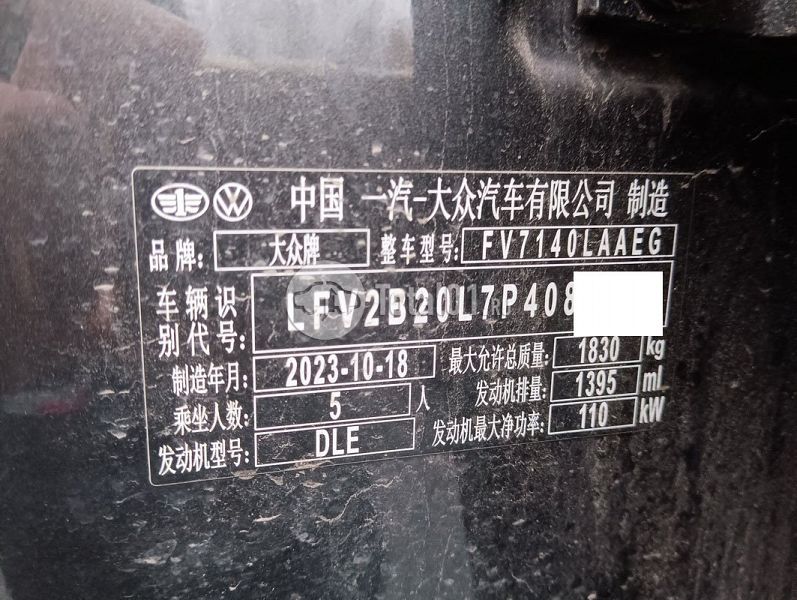 中国 一汽-大众汽车有限公司 制造
品牌: 大众牌 整车型号: FV7140LAAEG
车辆识别代号: LFV2B20L7P408
制造年月: 2023-10-18 最大允许总质量: 1830 kg
乘坐人数: 5 人 发动机排量: 1395 ml
发动机型号: DLE 发动机最大净功率: 110 kW